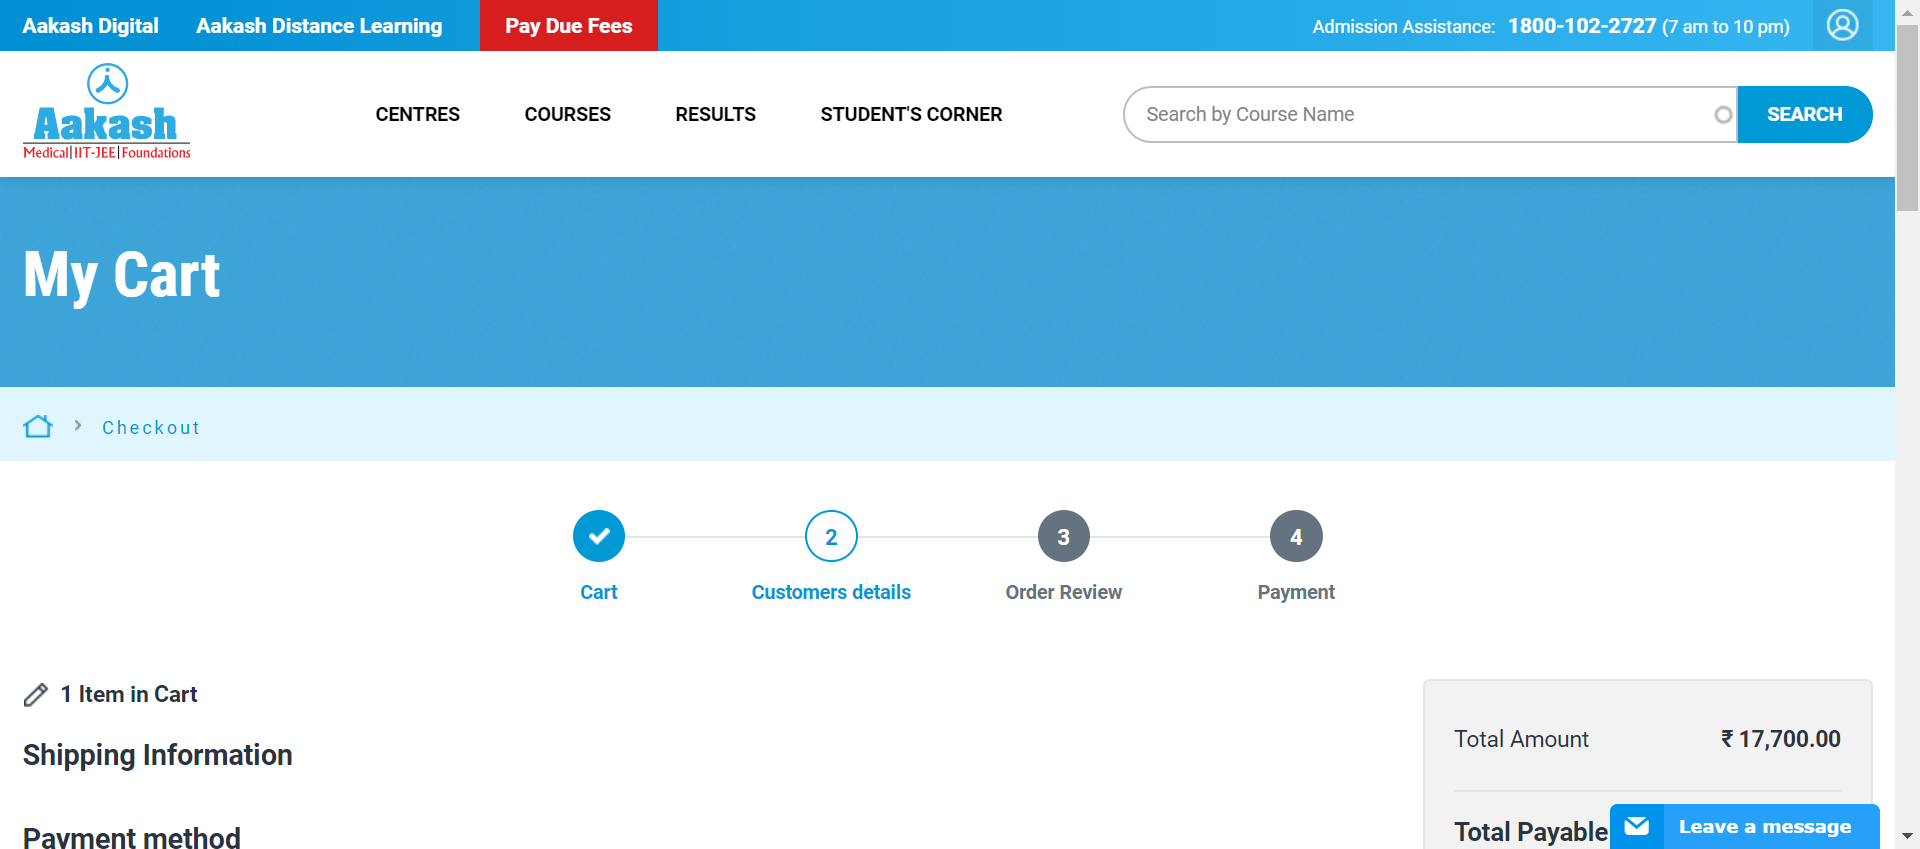 Aakash Digital Aakash Distance Learning Pay Due Fees Admission Assistance: 1800-102-2727 (7 am to 10 pm)
Aakash
Medical|IIT-JEE|Foundations
CENTRES COURSES RESULTS STUDENT'S CORNER Search by Course Name SEARCH
My Cart
Checkout
2 3 4
Cart Customers details Order Review Payment
1 Item in Cart
Shipping Information
Total Amount ₹ 17,700.00
Payment method
Total Payable
Leave a message